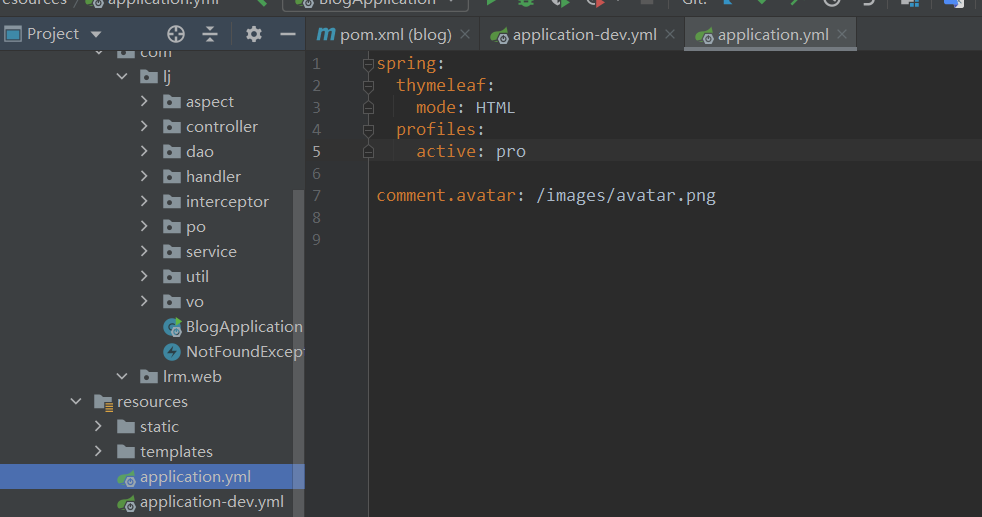 esources application.yml BlogApplication Git:
Project
m pom.xml (blog) application-dev.yml application.yml
com
lj
aspect
controller
dao
handler
interceptor
po
service
util
vo
BlogApplication
NotFoundExcep
lrm.web
resources
static
templates
application.yml
application-dev.yml
1 spring:
2 thymeleaf:
3 mode: HTML
4 profiles:
5 active: pro
6
7 comment.avatar: /images/avatar.png
8
9